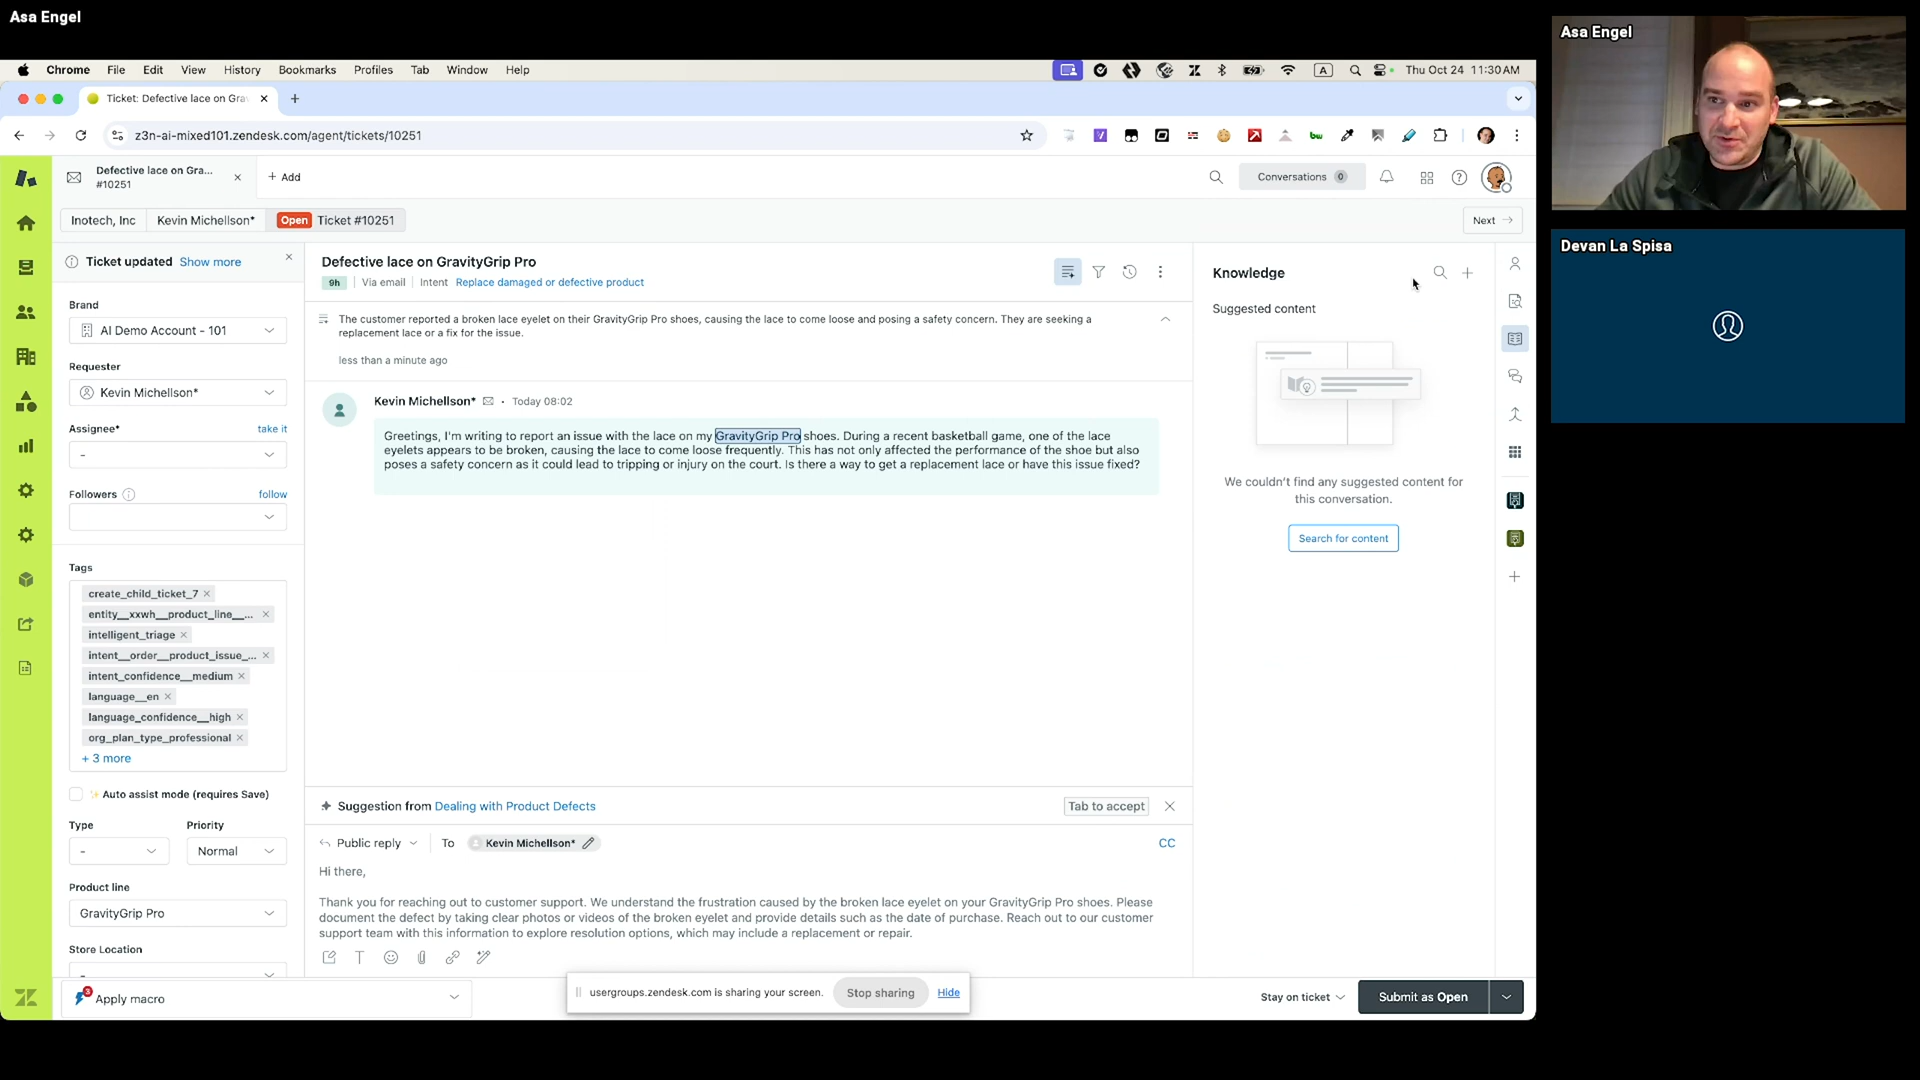 Asa Engel
Chrome File Edit View History Bookmarks Profiles Tab Window Help
A
Thu Oct 24 11:30 AM
Ticket: Defective lace on Gra
z3n-ai-mixed101.zendesk.com/agent/tickets/10251
Defective lace on Gra...
#10251
+ Add
Conversations 0
Inotech, Inc
Kevin Michellson*
Open Ticket #10251
Next
Ticket updated Show more
Brand
AI Demo Account - 101
Requester
Kevin Michellson*
Assignee*
take it
-
Followers
follow
Tags
create_child_ticket_7
entity__xxwh__product_line__...
intelligent_triage
intent__order__product_issue_...
intent_confidence__medium
language__en
language_confidence__high
org_plan_type_professional
+ 3 more
Auto assist mode (requires Save)
Type
Priority
-
Normal
Product line
GravityGrip Pro
Store Location
-
3
Apply macro
Defective lace on GravityGrip Pro
9h Via email Intent Replace damaged or defective product
The customer reported a broken lace eyelet on their GravityGrip Pro shoes, causing the lace to come loose and posing a safety concern. They are seeking a
replacement lace or a fix for the issue.
less than a minute ago
Kevin Michellson* • Today 08:02
Greetings, I'm writing to report an issue with the lace on my GravityGrip Pro shoes. During a recent basketball game, one of the lace
eyelets appears to be broken, causing the lace to come loose frequently. This has not only affected the performance of the shoe but also
poses a safety concern as it could lead to tripping or injury on the court. Is there a way to get a replacement lace or have this issue fixed?
Suggestion from Dealing with Product Defects
Tab to accept
Public reply
To
Kevin Michellson*
CC
Hi there,
Thank you for reaching out to customer support. We understand the frustration caused by the broken lace eyelet on your GravityGrip Pro shoes. Please
document the defect by taking clear photos or videos of the broken eyelet and provide details such as the date of purchase. Reach out to our customer
support team with this information to explore resolution options, which may include a replacement or repair.
usergroups.zendesk.com is sharing your screen.
Stop sharing
Hide
Stay on ticket
Submit as Open
Knowledge
Suggested content
We couldn't find any suggested content for
this conversation.
Search for content
Asa Engel
Devan La Spisa